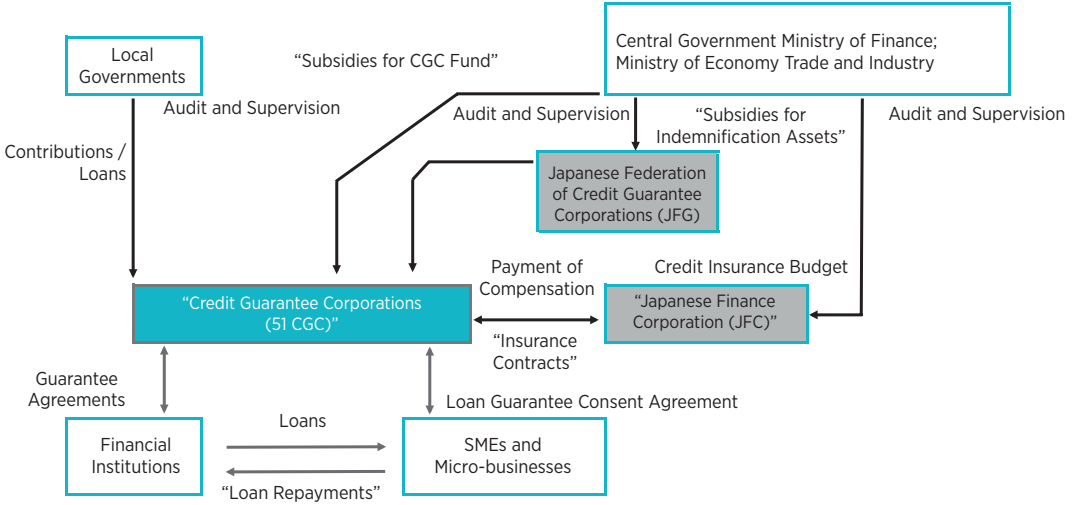 Local
Governments
“Subsidies for CGC Fund”
Central Government Ministry of Finance;
Ministry of Economy Trade and Industry
Audit and Supervision
Audit and Supervision
“Subsidies for
Indemnification Assets”
Audit and Supervision
Contributions /
Loans
Japanese Federation
of Credit Guarantee
Corporations (JFG)
Payment of
Compensation
Credit Insurance Budget
“Credit Guarantee Corporations
(51 CGC)”
“Japanese Finance
Corporation (JFC)”
“Insurance
Contracts”
Guarantee
Agreements
Loan Guarantee Consent Agreement
Financial
Institutions
Loans
“Loan Repayments”
SMEs and
Micro-businesses